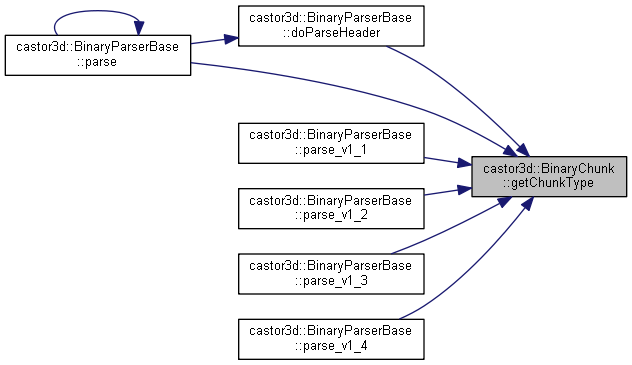 castor3d::BinaryParserBase
::parse
castor3d::BinaryParserBase
::doParseHeader
castor3d::BinaryParserBase
::parse_v1_1
castor3d::BinaryParserBase
::parse_v1_2
castor3d::BinaryParserBase
::parse_v1_3
castor3d::BinaryParserBase
::parse_v1_4
castor3d::BinaryChunk
::getChunkType